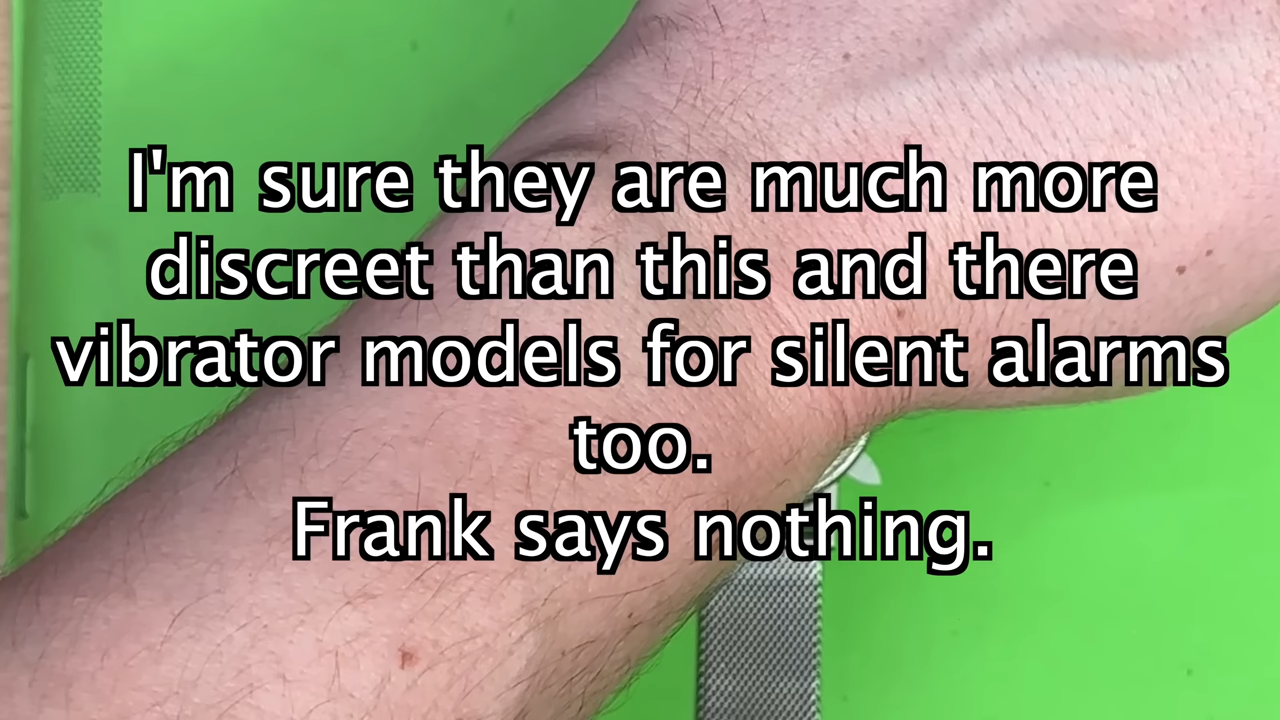 I'm sure they are much more
discreet than this and there
vibrator models for silent alarms
too.
Frank says nothing.